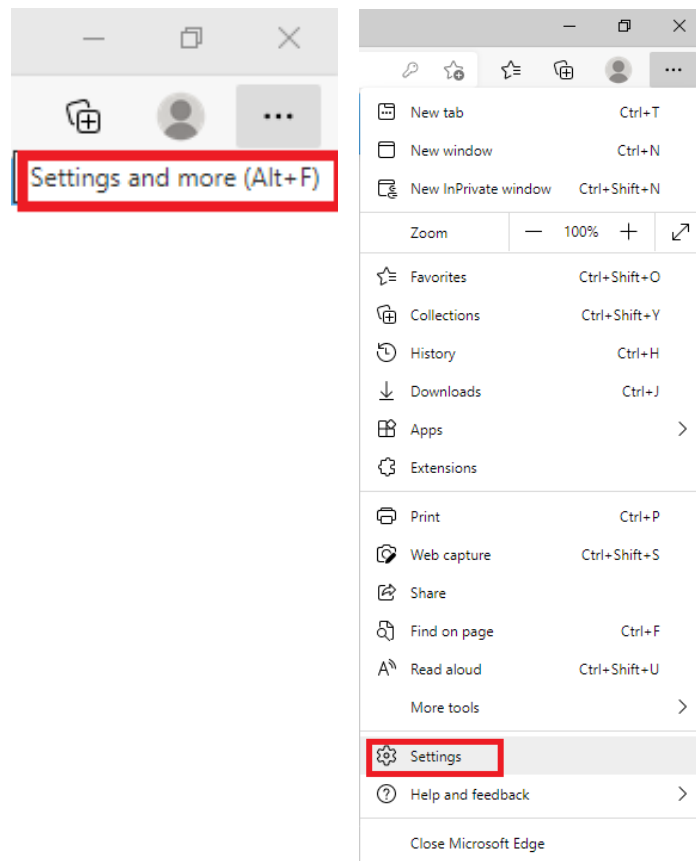 Settings and more (Alt+F)
New tab Ctrl+T
New window Ctrl+N
New InPrivate window Ctrl+Shift+N
Zoom 100%
Favorites Ctrl+Shift+O
Collections Ctrl+Shift+Y
History Ctrl+H
Downloads Ctrl+J
Apps
Extensions
Print Ctrl+P
Web capture Ctrl+Shift+S
Share
Find on page Ctrl+F
Read aloud Ctrl+Shift+U
More tools
Settings
Help and feedback
Close Microsoft Edge